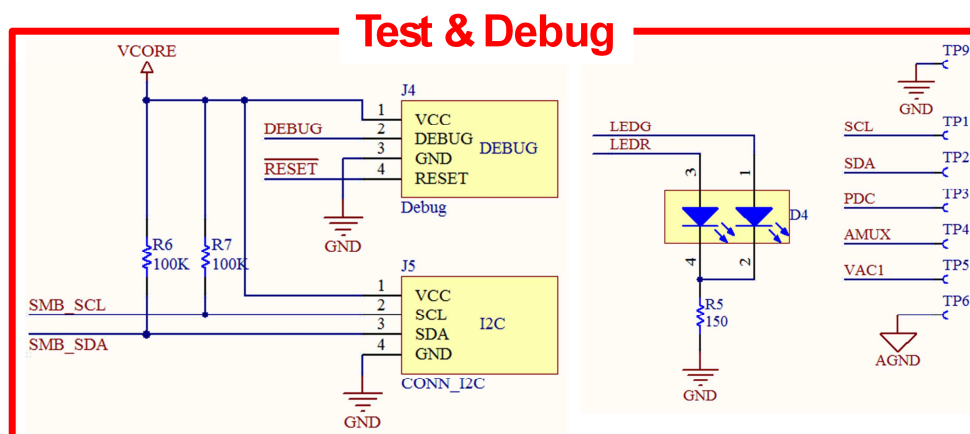 Test & Debug
VCORE
J4
1 VCC
DEBUG 2 DEBUG
3 GND
RESET 4 RESET
DEBUG
Debug
GND
R6
100K
R7
100K
J5
1 VCC
SMB_SCL 2 SCL
3 SDA
SMB_SDA
4 GND
I2C
CONN_I2C
GND
LEDG
LEDR
3
1
D4
4
2
R5
150
GND
TP9
GND
SCL TP1
SDA TP2
PDC TP3
AMUX TP4
VAC1 TP5
TP6
AGND